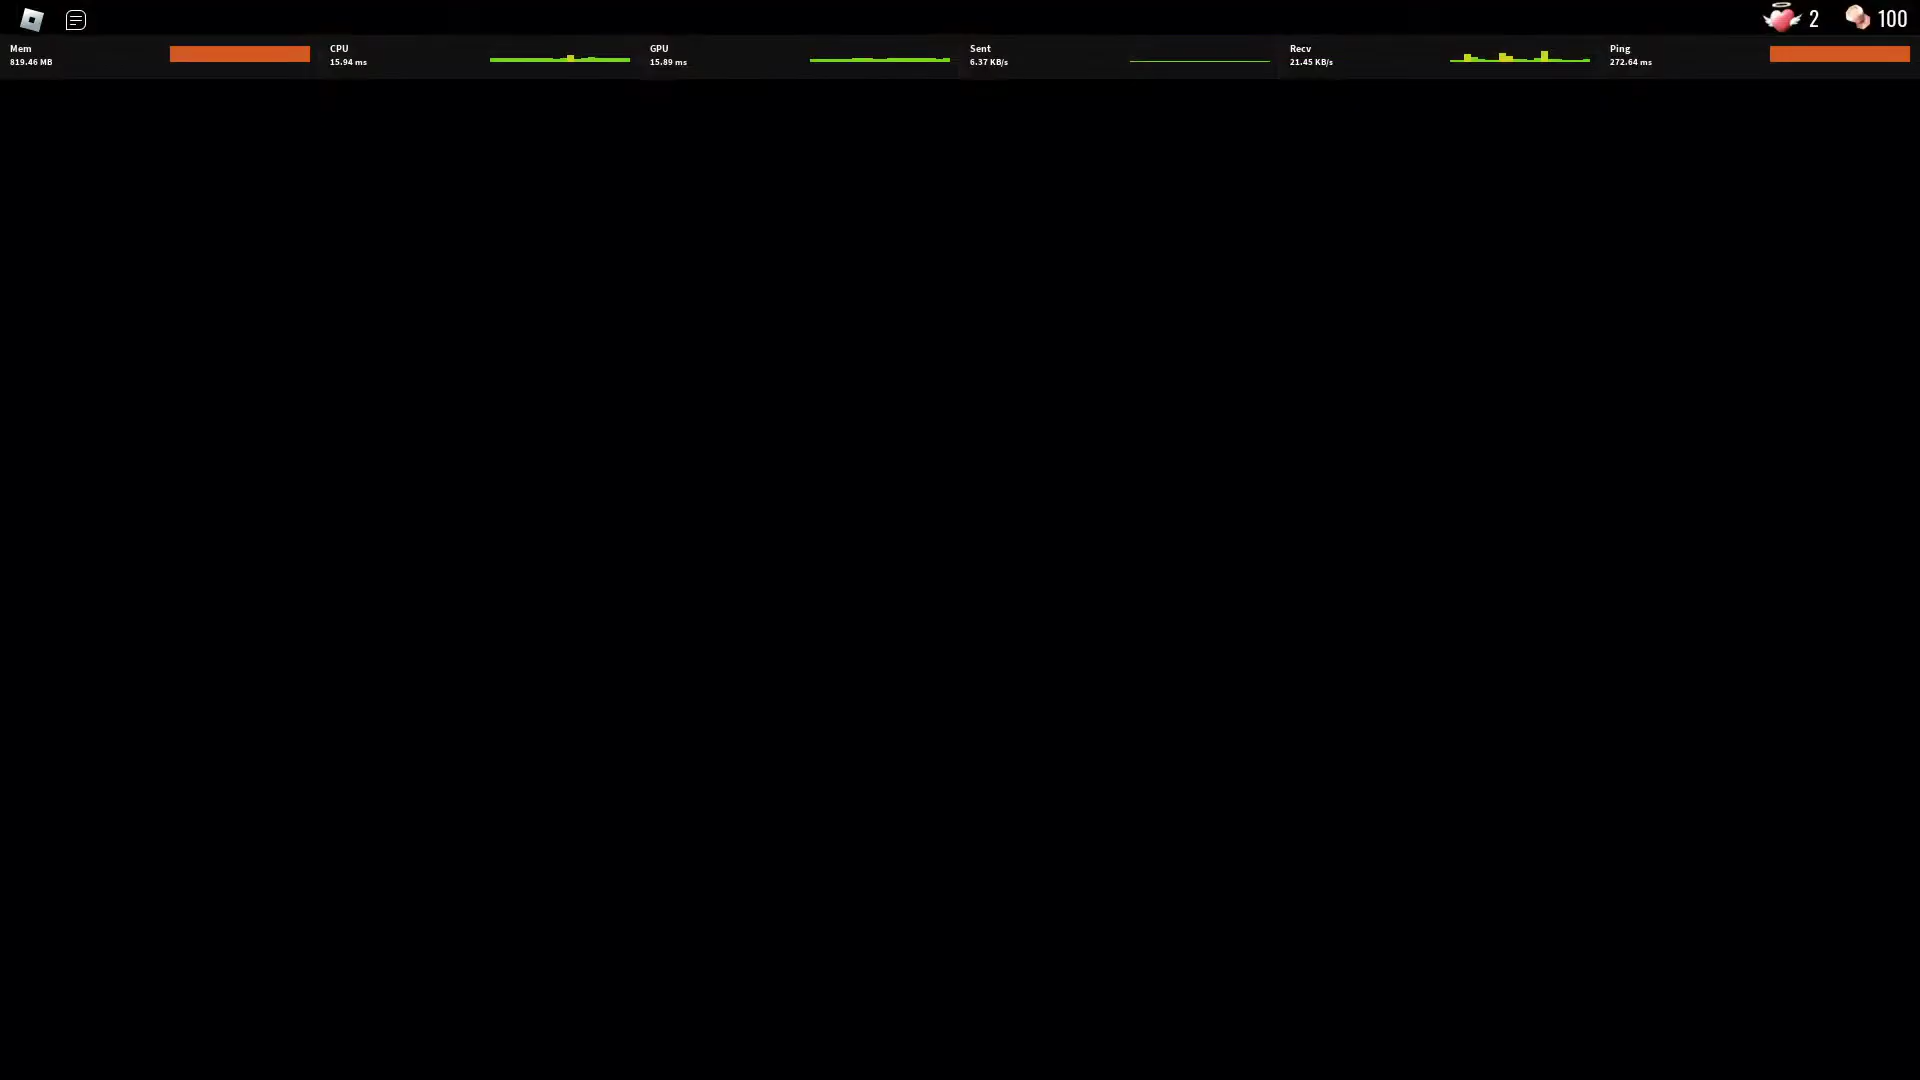 2 100
Mem CPU GPU Sent Recv Ping
819.46 MB 15.94 ms 15.89 ms 6.37 KB/s 21.45 KB/s 272.64 ms